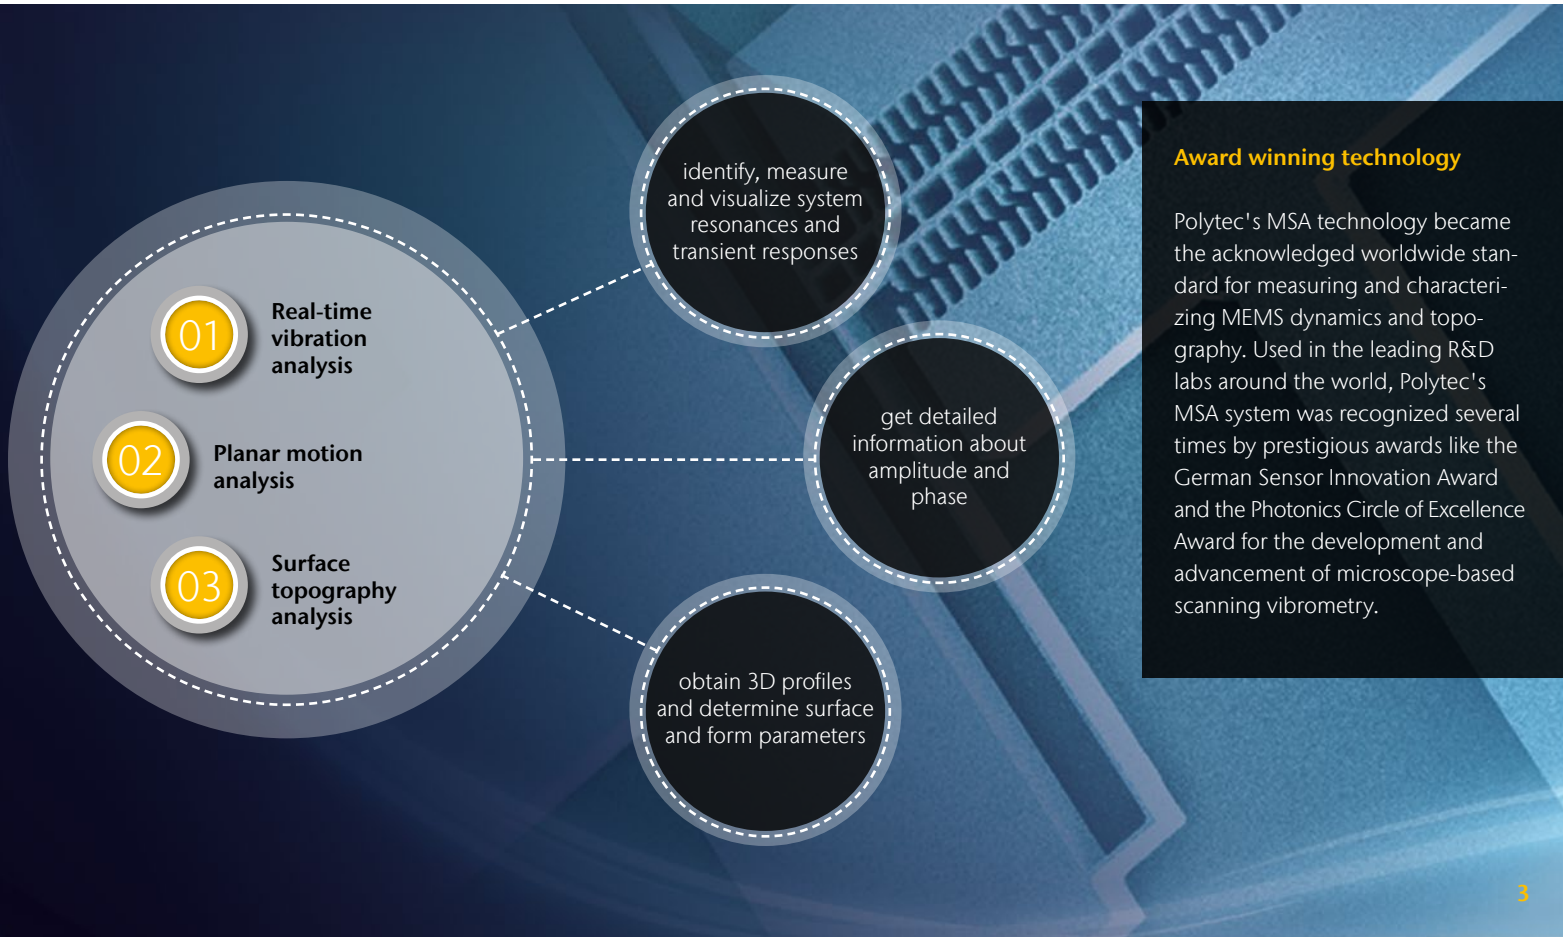 01
Real-time
vibration
analysis
02
Planar motion
analysis
03
Surface
topography
analysis
identify, measure
and visualize system
resonances and
transient responses
get detailed
information about
amplitude and
phase
obtain 3D profiles
and determine surface
and form parameters
Award winning technology
Polytec's MSA technology became
the acknowledged worldwide stan-
dard for measuring and characteri-
zing MEMS dynamics and topo-
graphy. Used in the leading R&D
labs around the world, Polytec's
MSA system was recognized several
times by prestigious awards like the
German Sensor Innovation Award
and the Photonics Circle of Excellence
Award for the development and
advancement of microscope-based
scanning vibrometry.
3